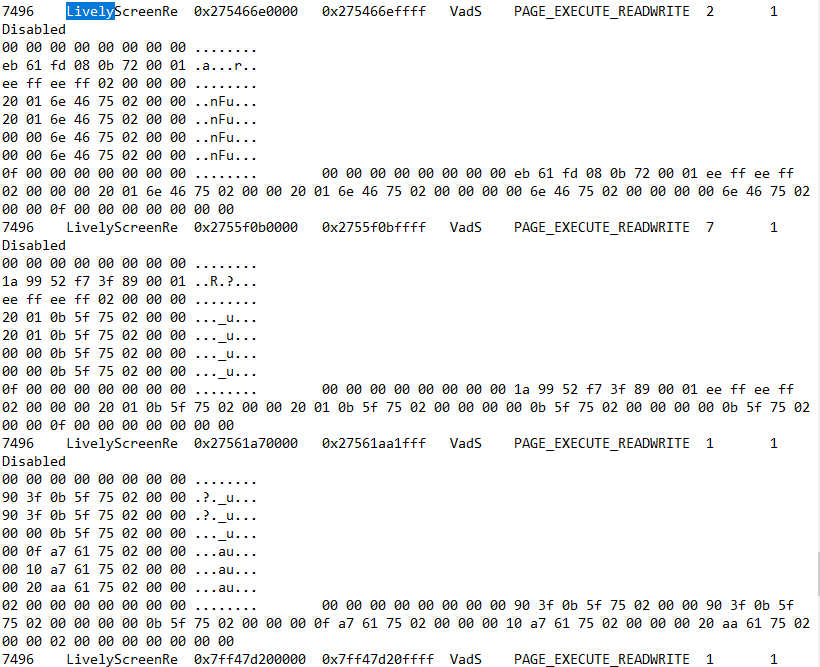 7496    LivelyScreenRe  0x275466e0000   0x275466effff   VadS    PAGE_EXECUTE_READWRITE  2       1
Disabled
00 00 00 00 00 00 00 00 ........
eb 61 fd 08 0b 72 00 01 .a...r..
ee ff ee ff 02 00 00 00 ........
20 01 6e 46 75 02 00 00 ..nFu...
20 01 6e 46 75 02 00 00 ..nFu...
00 00 6e 46 75 02 00 00 ..nFu...
00 00 6e 46 75 02 00 00 ..nFu...
0f 00 00 00 00 00 00 00 ........        00 00 00 00 00 00 00 00 eb 61 fd 08 0b 72 00 01 ee ff ee ff
02 00 00 00 20 01 6e 46 75 02 00 00 20 01 6e 46 75 02 00 00 00 00 6e 46 75 02 00 00 00 00 6e 46 75 02
00 00 0f 00 00 00 00 00 00 00
7496    LivelyScreenRe  0x2755f0b0000   0x2755f0bffff   VadS    PAGE_EXECUTE_READWRITE  7       1
Disabled
00 00 00 00 00 00 00 00 ........
1a 99 52 f7 3f 89 00 01 ..R.?...
ee ff ee ff 02 00 00 00 ........
20 01 0b 5f 75 02 00 00 ..._u...
20 01 0b 5f 75 02 00 00 ..._u...
00 00 0b 5f 75 02 00 00 ..._u...
00 00 0b 5f 75 02 00 00 ..._u...
0f 00 00 00 00 00 00 00 ........        00 00 00 00 00 00 00 00 1a 99 52 f7 3f 89 00 01 ee ff ee ff
02 00 00 00 20 01 0b 5f 75 02 00 00 20 01 0b 5f 75 02 00 00 00 00 0b 5f 75 02 00 00 00 00 0b 5f 75 02
00 00 0f 00 00 00 00 00 00 00
7496    LivelyScreenRe  0x27561a70000   0x27561aa1fff   VadS    PAGE_EXECUTE_READWRITE  1       1
Disabled
00 00 00 00 00 00 00 00 ........
90 3f 0b 5f 75 02 00 00 .?._u...
90 3f 0b 5f 75 02 00 00 .?._u...
00 00 0b 5f 75 02 00 00 ..._u...
00 0f a7 61 75 02 00 00 ...au...
00 10 a7 61 75 02 00 00 ...au...
00 20 aa 61 75 02 00 00 ...au...
02 00 00 00 00 00 00 00 ........        00 00 00 00 00 00 00 00 90 3f 0b 5f 75 02 00 00 90 3f 0b 5f
75 02 00 00 00 00 0b 5f 75 02 00 00 00 0f a7 61 75 02 00 00 00 10 a7 61 75 02 00 00 00 20 aa 61 75 02
00 00 02 00 00 00 00 00 00 00
7496    LivelyScreenRe  0x7ff47d200000  0x7ff47d20ffff  VadS    PAGE_EXECUTE_READWRITE  1       1